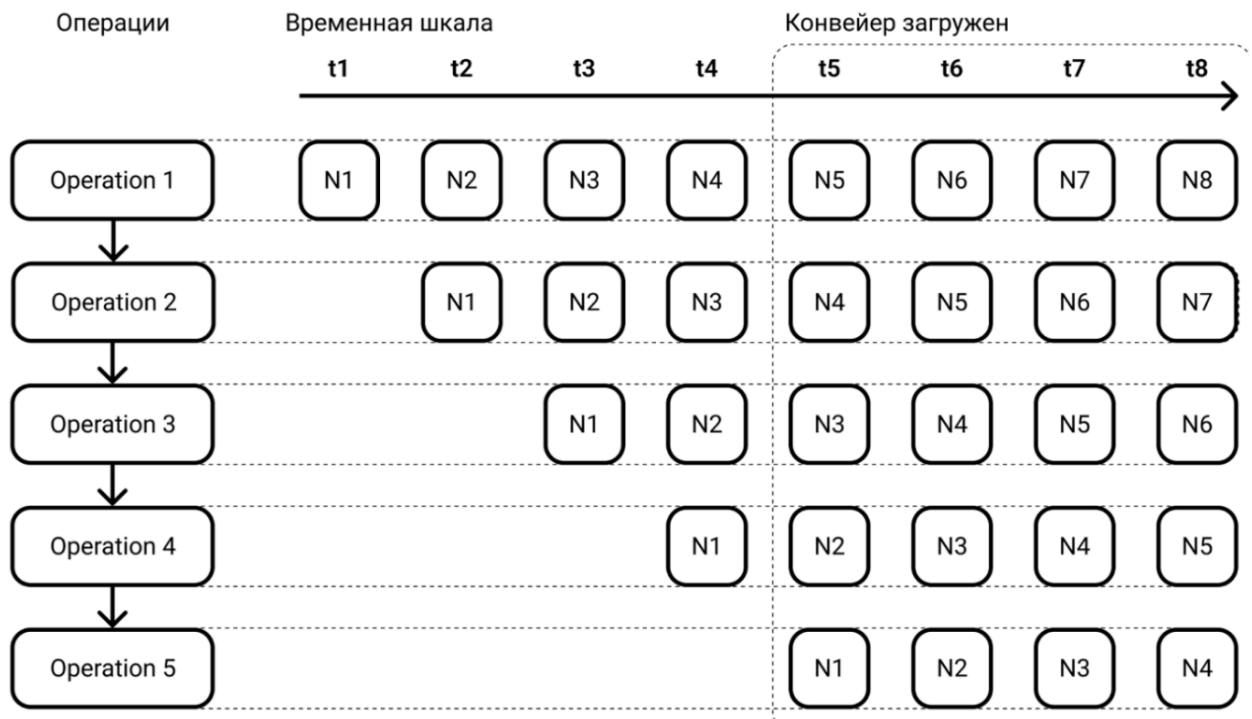 Операции Временная шкала Конвейер загружен
t1 t2 t3 t4 t5 t6 t7 t8
Operation 1 N1 N2 N3 N4 N5 N6 N7 N8
Operation 2 N1 N2 N3 N4 N5 N6 N7
Operation 3 N1 N2 N3 N4 N5 N6
Operation 4 N1 N2 N3 N4 N5
Operation 5 N1 N2 N3 N4